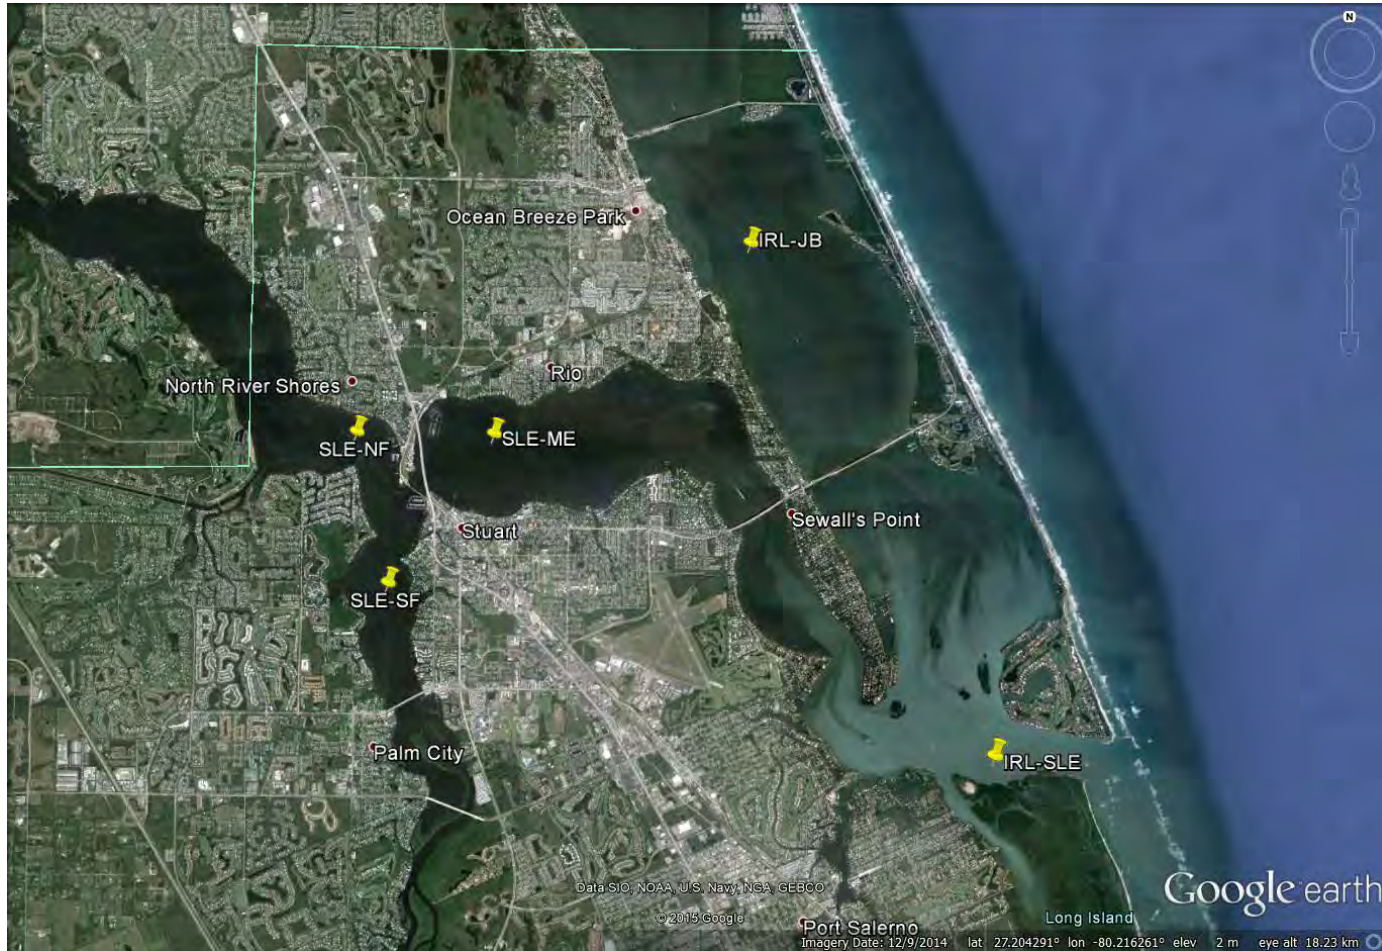 N
Ocean Breeze Park
IRL-JB
Rio
North River Shores
SLE-NF
SLE-ME
Stuart
Sewall's Point
SLE-SF
Palm City
IRL-SLE
Data SIO, NOAA, U.S. Navy, NGA, GEBCO
© 2015 Google
Google earth
Long Island
Port Salerno
Imagery Date: 12/9/2014 lat 27.204291° lon -80.216261° elev 2 m eye alt 18.23 km